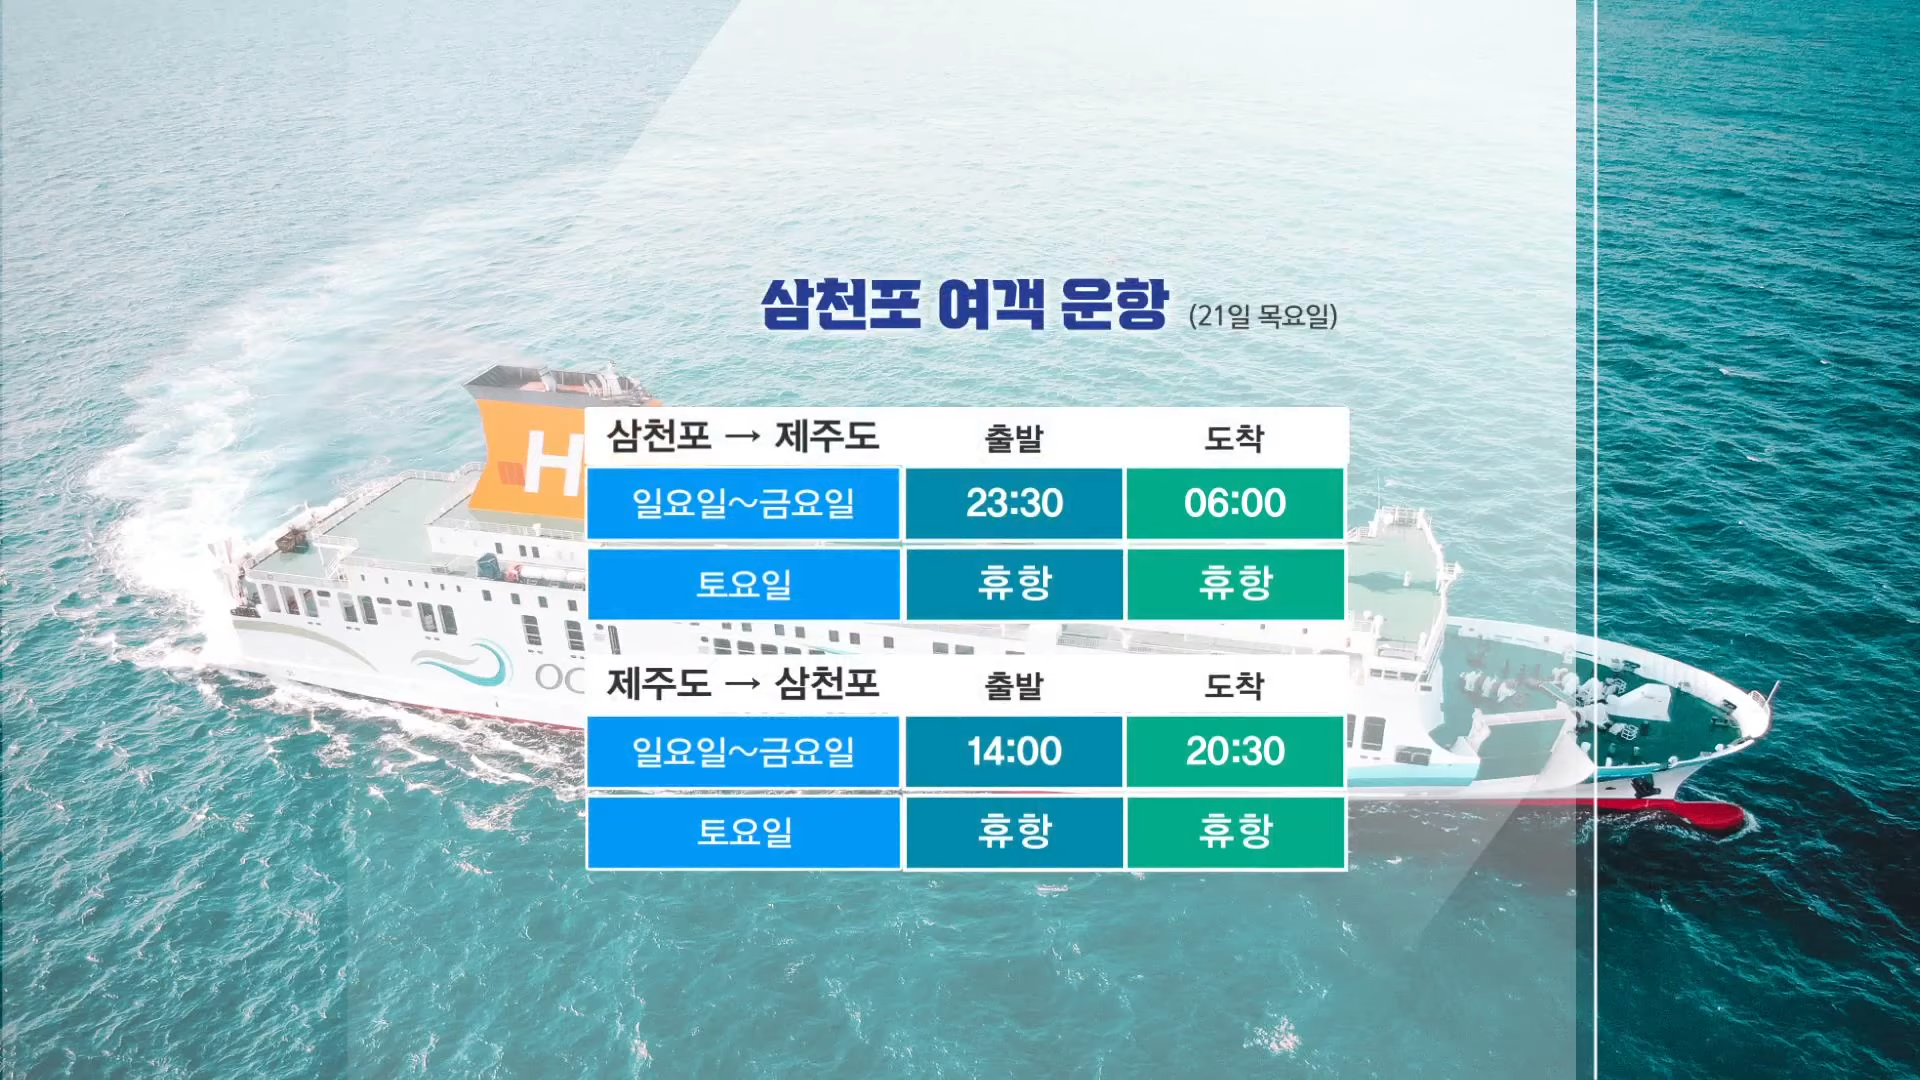 삼천포 여객 운항 (21일 목요일)
H
삼천포 → 제주도 출발 도착
일요일~금요일 23:30 06:00
토요일 휴항 휴항
OC
제주도 → 삼천포 출발 도착
일요일~금요일 14:00 20:30
토요일 휴항 휴항